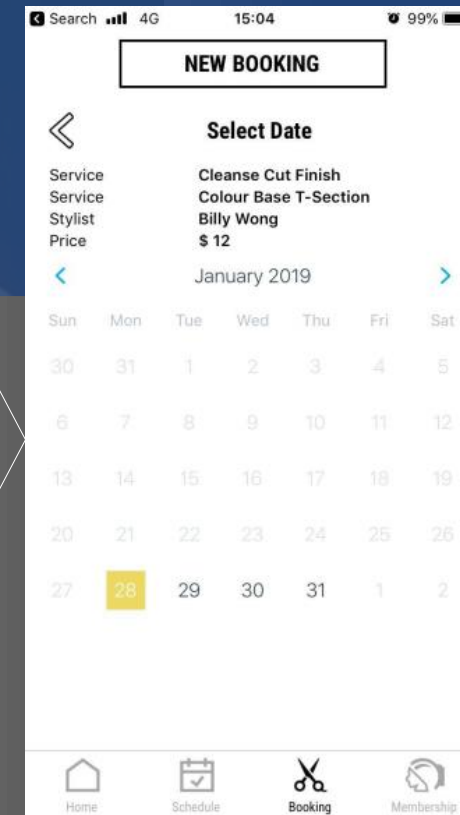 Search 4G 15:04 99%
NEW BOOKING
Select Date
Service Cleanse Cut Finish
Service Colour Base T-Section
Stylist Billy Wong
Price $ 12
January 2019
Sun Mon Tue Wed Thu Fri Sat
30 31 1 2 3 4 5
6 7 8 9 10 11 12
13 14 15 16 17 18 19
20 21 22 23 24 25 26
27 28 29 30 31 1 2
Home Schedule Booking Membership